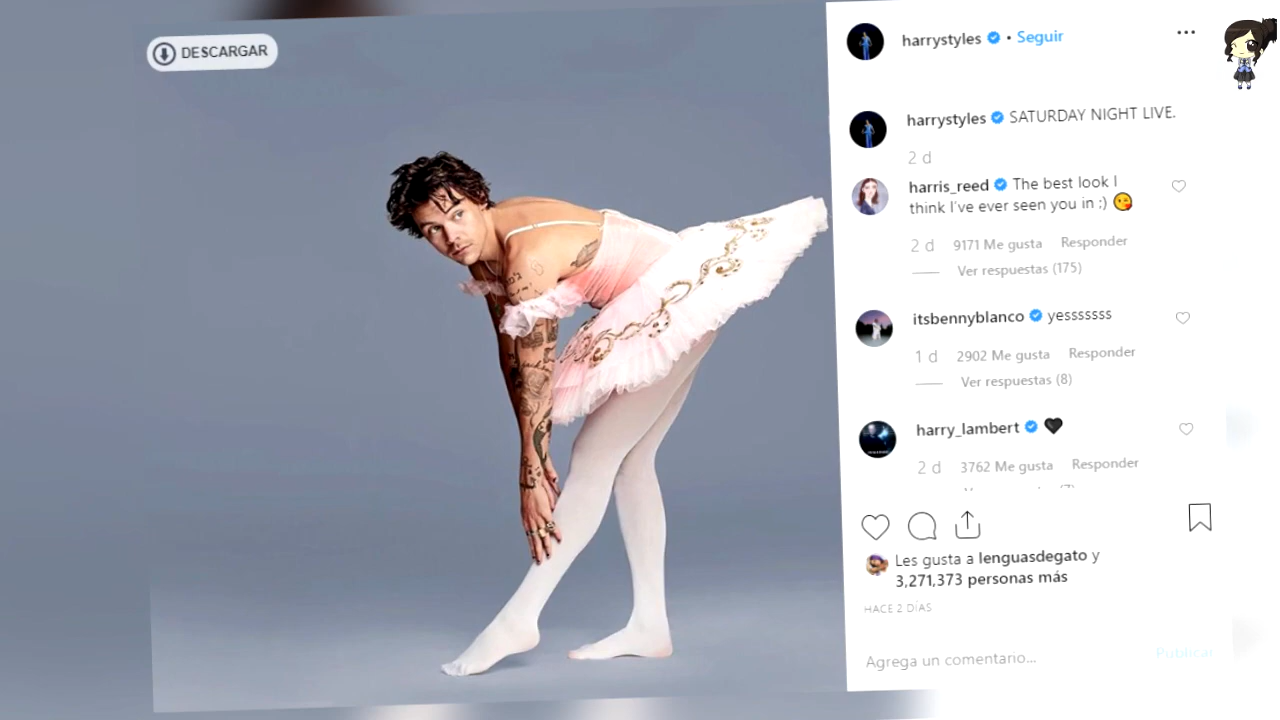 DESCARGAR
harrystyles • Seguir
harrystyles SATURDAY NIGHT LIVE.
2 d
harris_reed The best look I
think I've ever seen you in :) 😘
2 d 9171 Me gusta Responder
Ver respuestas (175)
itsbennyblanco yesssssss
1 d 2902 Me gusta Responder
Ver respuestas (8)
harry_lambert 🖤
2 d 3762 Me gusta Responder
Les gusta a lenguasdegato y
3,271,373 personas más
HACE 2 DÍAS
Agrega un comentario... Publicar